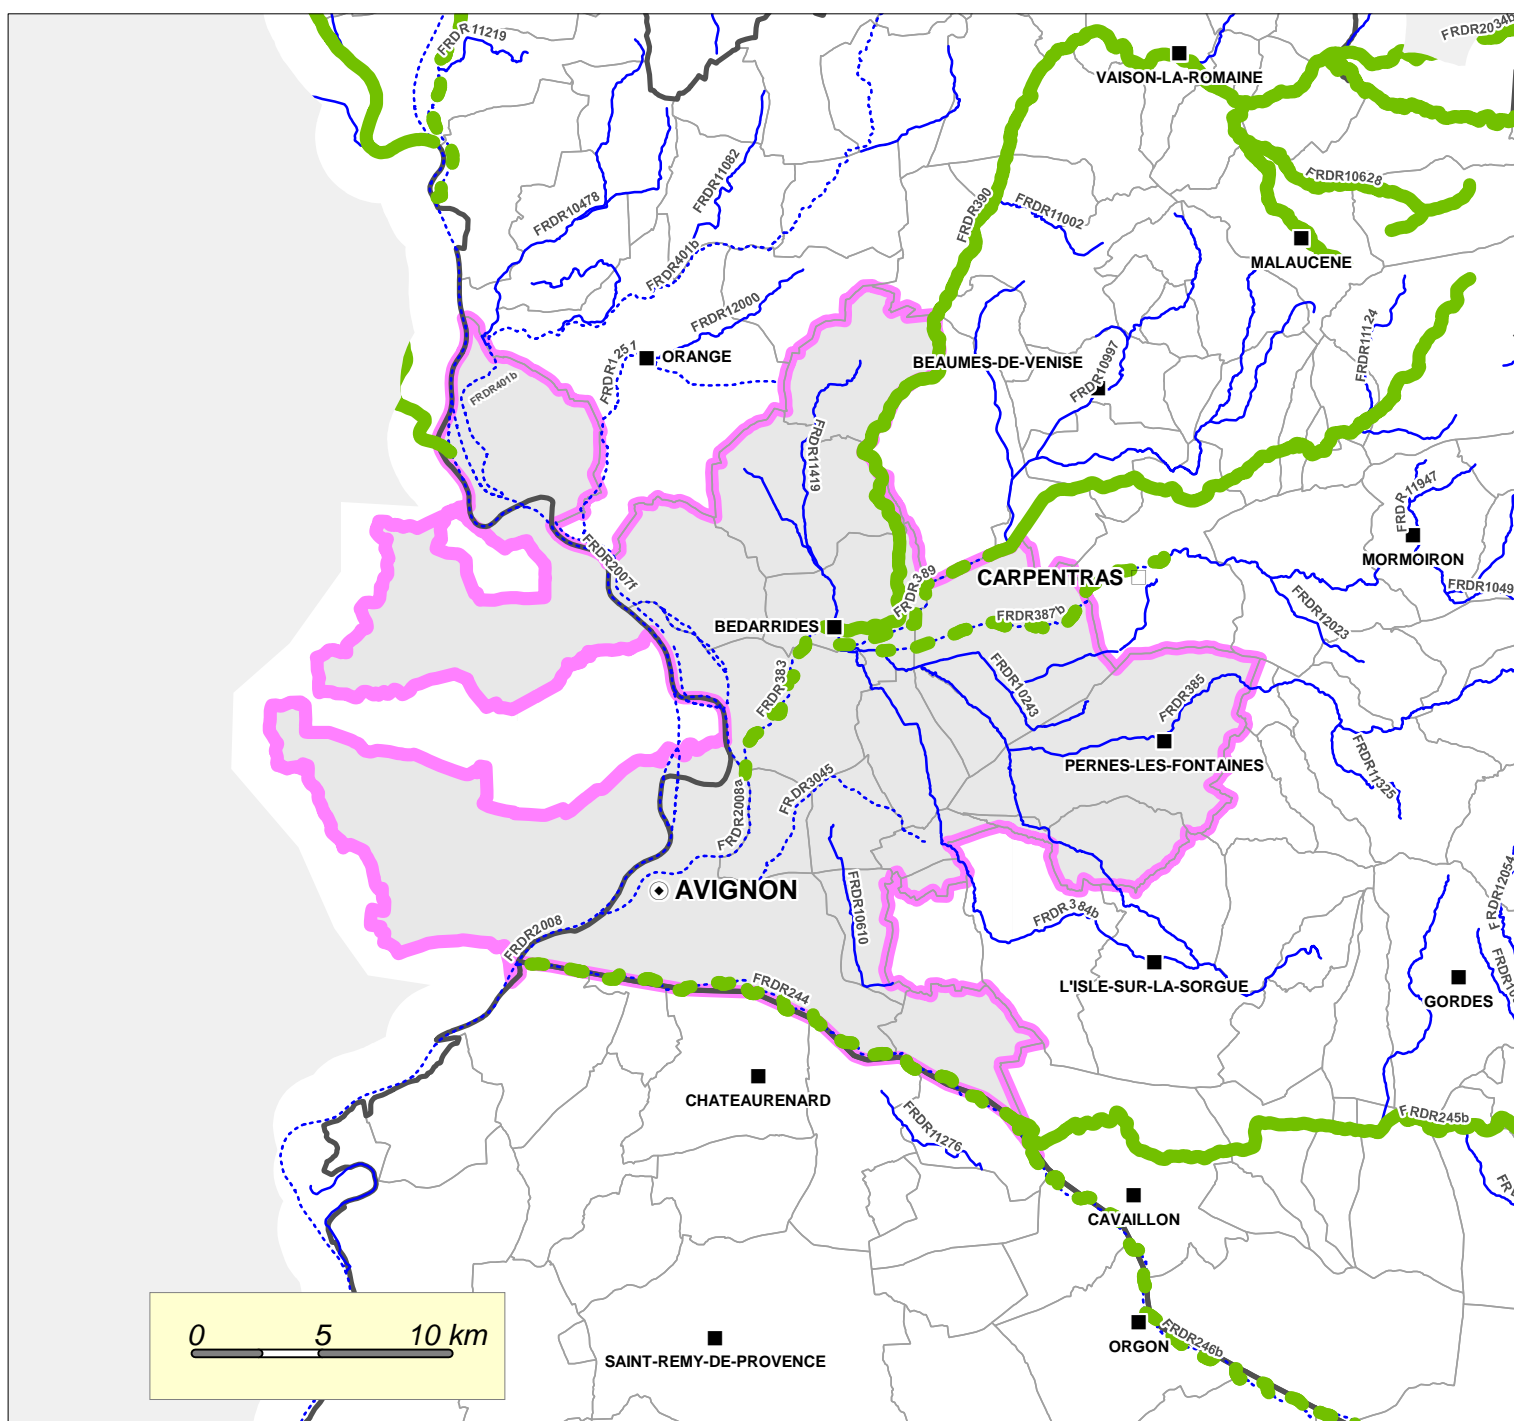 FRDR11219
FRDR2034b
VAISON-LA-ROMAINE
FRDR11082
FRDR10628
FRDR10478
FRDR390
FRDR11002
FRDR401b
MALAUCENE
FRDR12000
FRDR1251
ORANGE
FRDR11124
FRDR401b
BEAUMES-DE-VENISE
FRDR10997
FRDR11419
FRDR11947
MORMOIRON
FRDR2007f
FRDR389
CARPENTRAS
FRDR1049
FRDR387b
FRDR12023
BEDARRIDES
FRDR383
FRDR10243
FRDR385
PERNES-LES-FONTAINES
FRDR11325
FRDR2008a
FRDR3045
FRDR12054
AVIGNON
FRDR10610
FRDR384b
FRDR2008
L'ISLE-SUR-LA-SORGUE
GORDES
FRDR244
CHATEAURENARD
FRDR11276
FRDR245b
CAVAILLON
ORGON
FRDR246b
SAINT-REMY-DE-PROVENCE
0 5 10 km